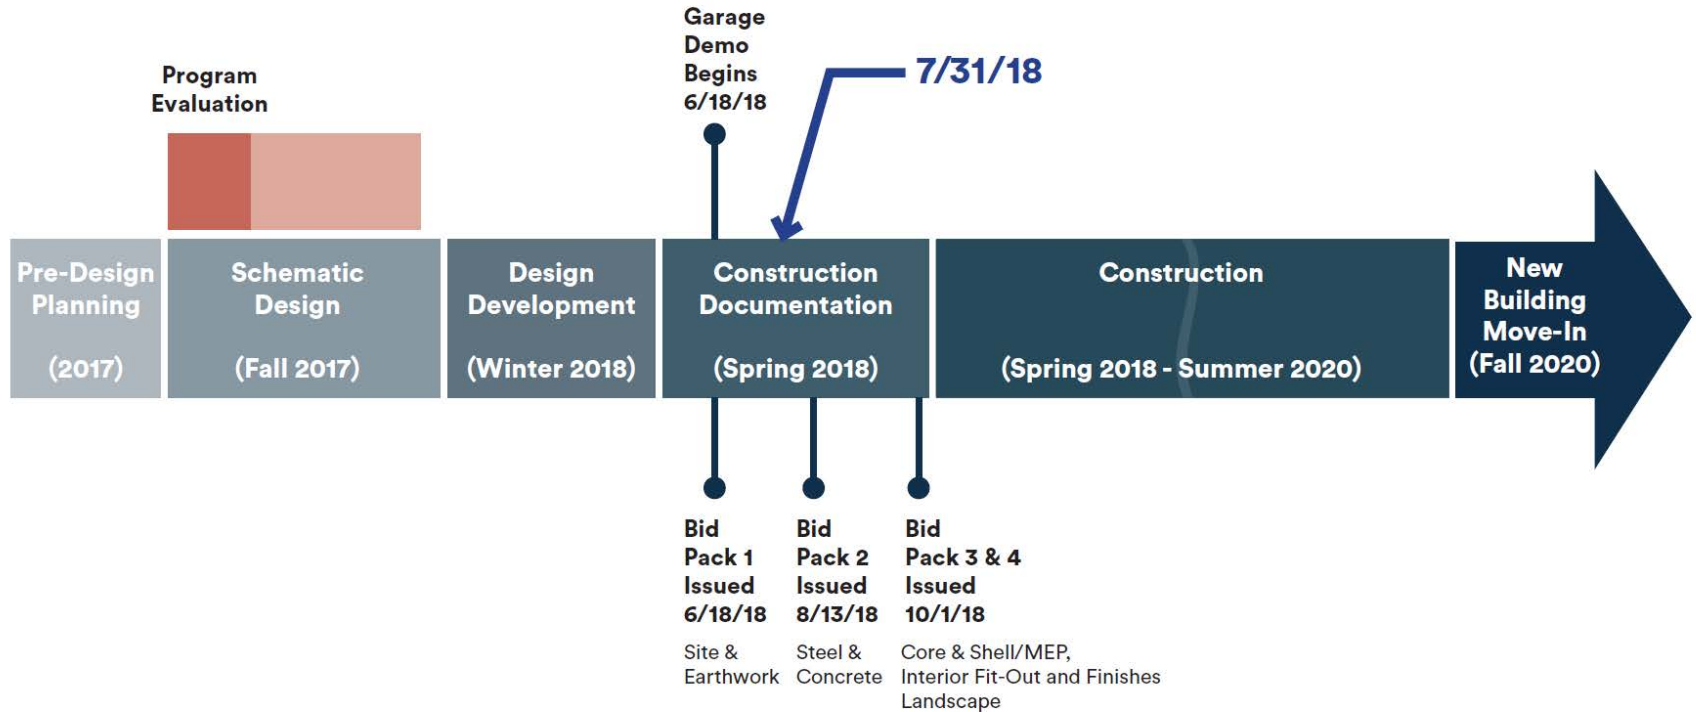 Garage
Demo
Begins
6/18/18
7/31/18
Program
Evaluation
Pre-Design
Planning
(2017)
Schematic
Design
(Fall 2017)
Design
Development
(Winter 2018)
Construction
Documentation
(Spring 2018)
Construction
(Spring 2018 - Summer 2020)
New
Building
Move-In
(Fall 2020)
Bid
Pack 1
Issued
6/18/18
Site &
Earthwork
Bid
Pack 2
Issued
8/13/18
Steel &
Concrete
Bid
Pack 3 & 4
Issued
10/1/18
Core & Shell/MEP,
Interior Fit-Out and Finishes
Landscape